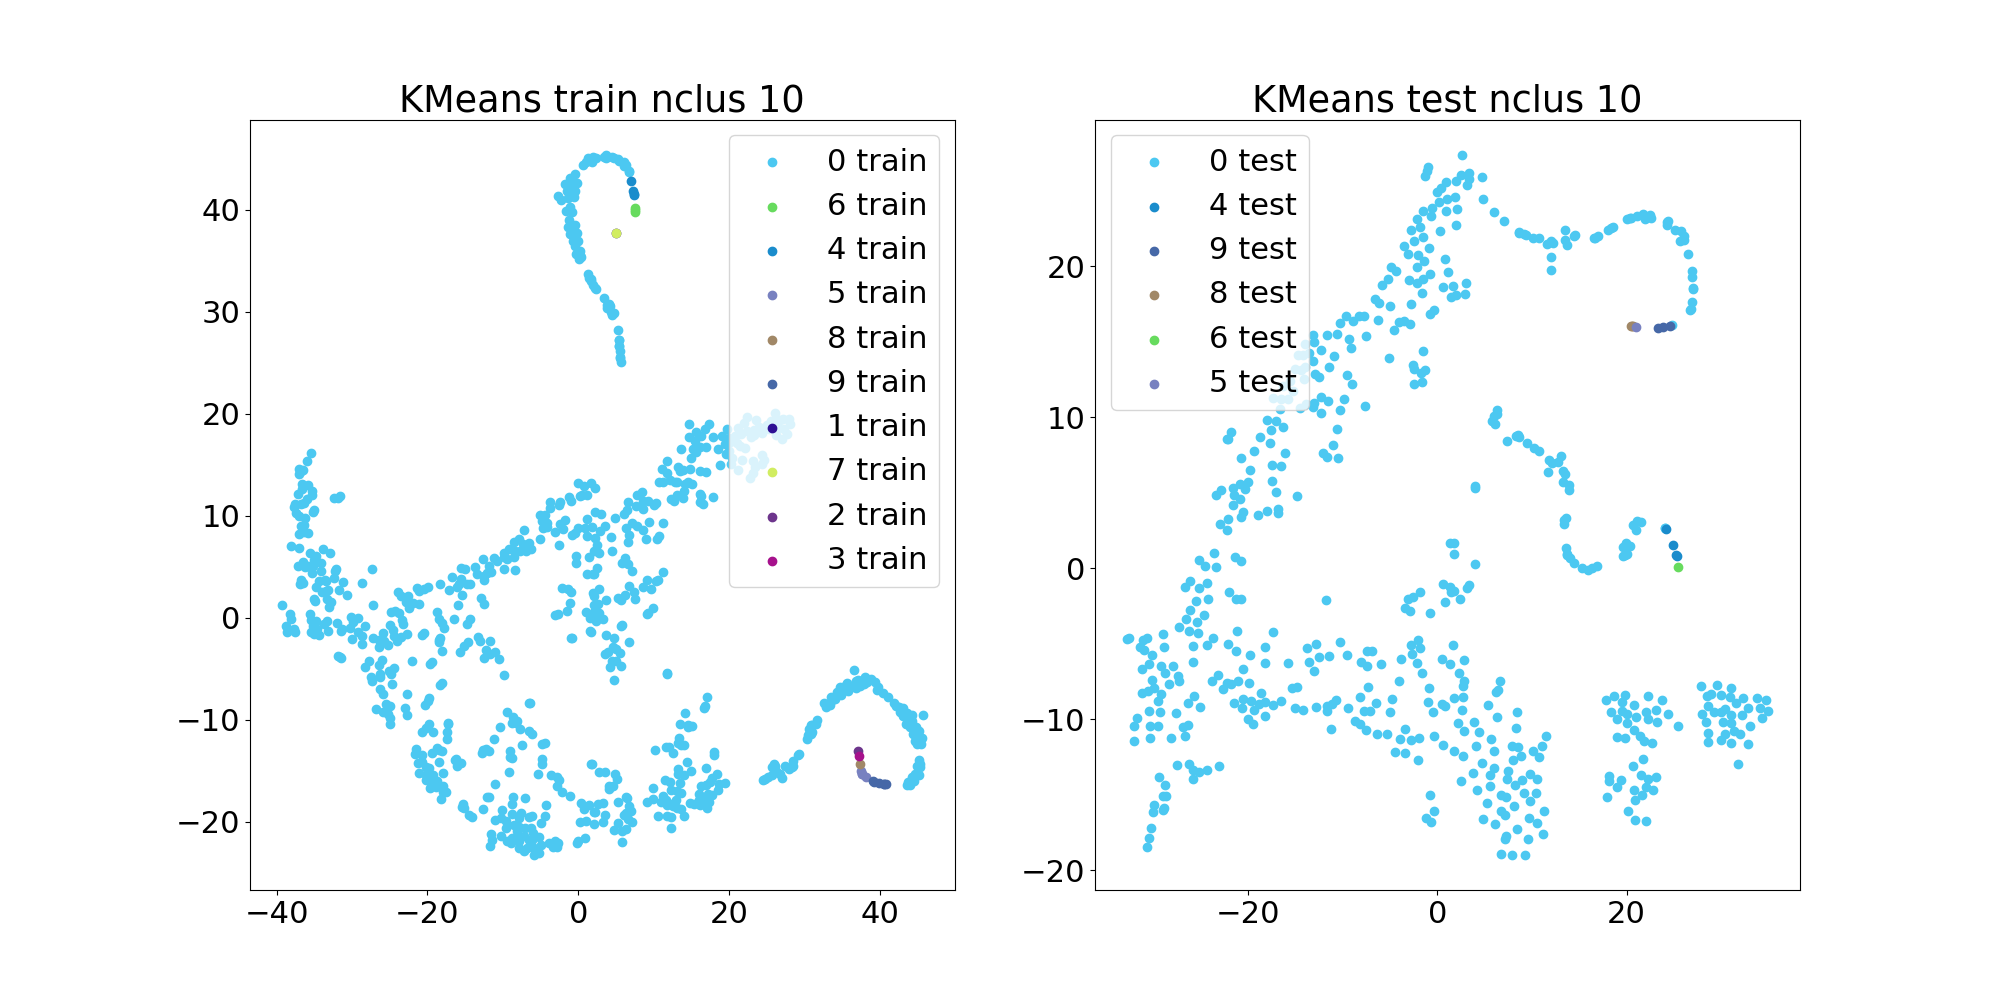 KMeans train nclus 10
40
30
20
10
0
−10
−20
−40
−20
0
20
40
0 train
6 train
4 train
5 train
8 train
9 train
1 train
7 train
2 train
3 train
KMeans test nclus 10
20
10
0
−10
−20
−20
0
20
0 test
4 test
9 test
8 test
6 test
5 test